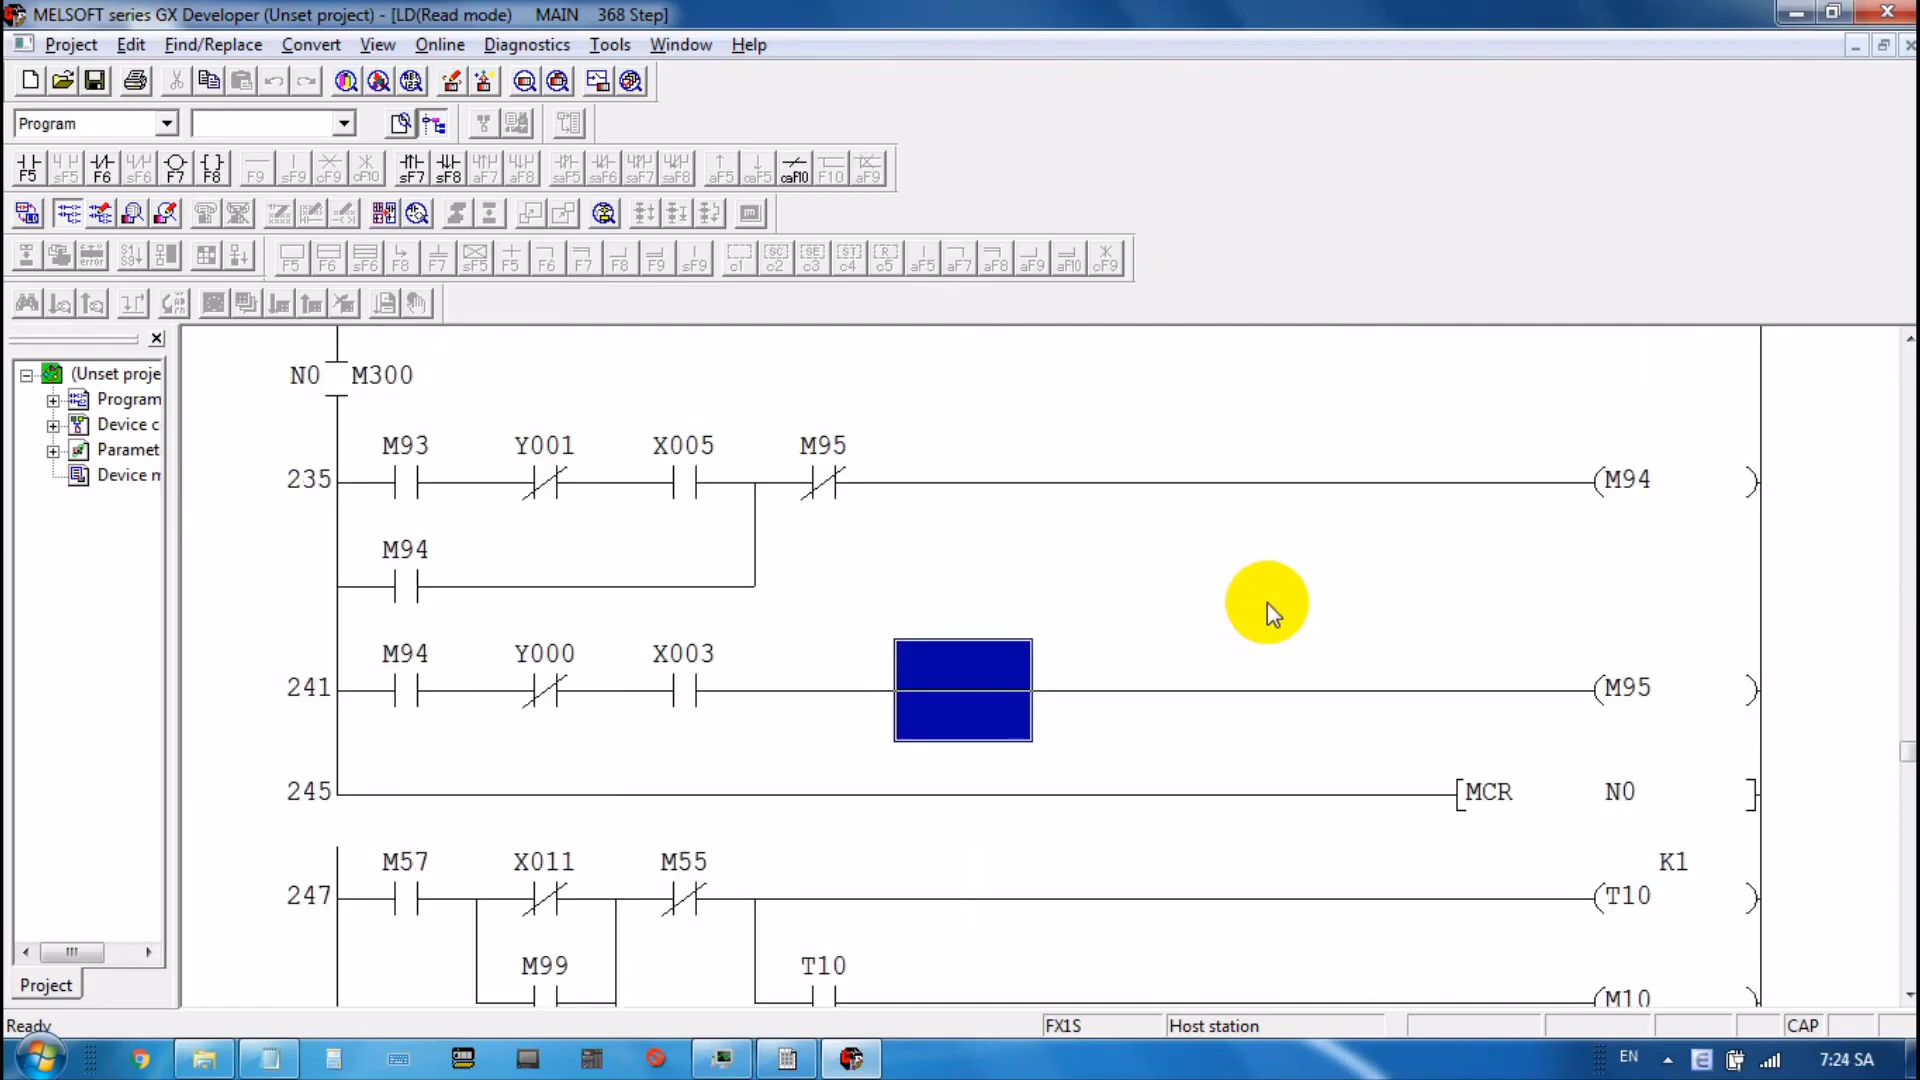 MELSOFT series GX Developer (Unset project) - [LD(Read mode)    MAIN    368 Step]
Project Edit Find/Replace Convert View Online Diagnostics Tools Window Help
Program
F5 sF5 F6 sF6 F7 F8 F9 sF9 cF9 cF10 sF7 sF8 aF7 aF8 saF5 saF6 saF7 saF8 aF5 caF5 caF10 F10 aF9
F5 F6 sF6 F8 F7 sF5 F5 F6 F7 F8 F9 sF9 c1 c2 c3 c4 c5 aF5 aF7 aF8 aF9 aF10 cF9
(Unset proje
Program
Device c
Paramet
Device m
Project
N0 M300
M93 Y001 X005 M95
235 (M94 )
M94
M94 Y000 X003
241 (M95 )
245 [MCR N0 ]
M57 X011 M55 K1
247 (T10 )
M99 T10
(M10 )
Ready FX1S Host station CAP
EN 7:24 SA